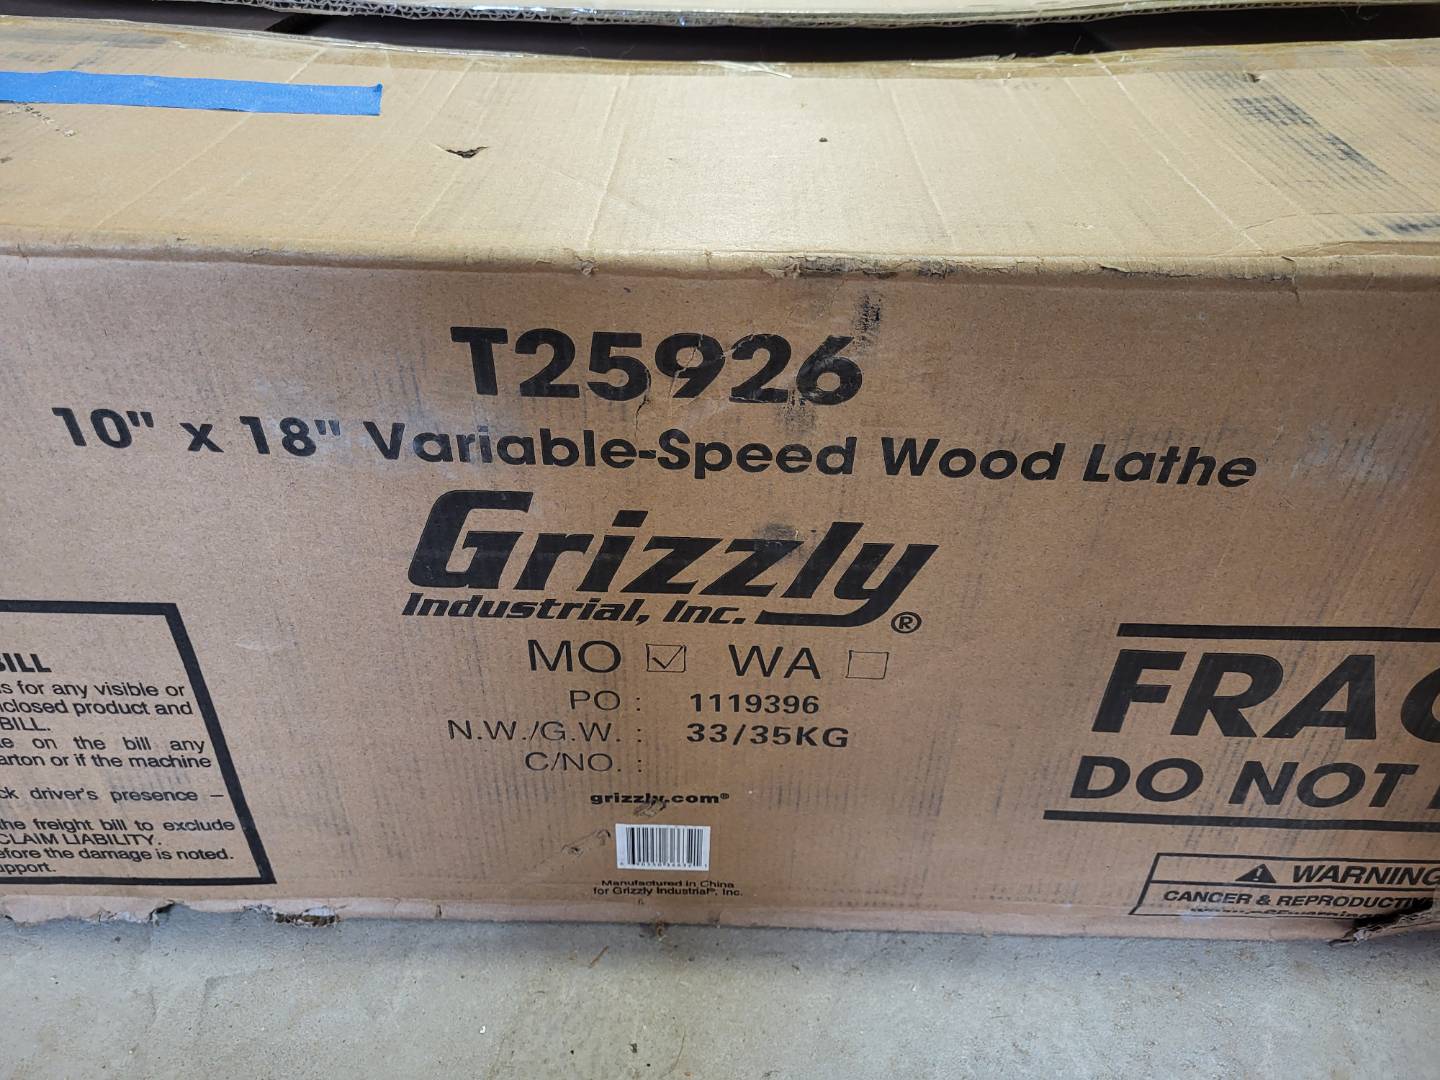 T25926
10" x 18" Variable-Speed Wood Lathe
Grizzly
Industrial, Inc. ®
MO ☑ WA ☐
PO : 1119396
N.W./G.W. : 33/35KG
C/NO. :
grizzly.com®
Manufactured in China
for Grizzly Industrial®, Inc.
BILL
s for any visible or
nclosed product and
BILL.
e on the bill any
arton or if the machine
ck driver's presence –
the freight bill to exclude
CLAIM LIABILITY.
efore the damage is noted.
upport.
FRAG
DO NOT
⚠ WARNING
CANCER & REPRODUCTIVE